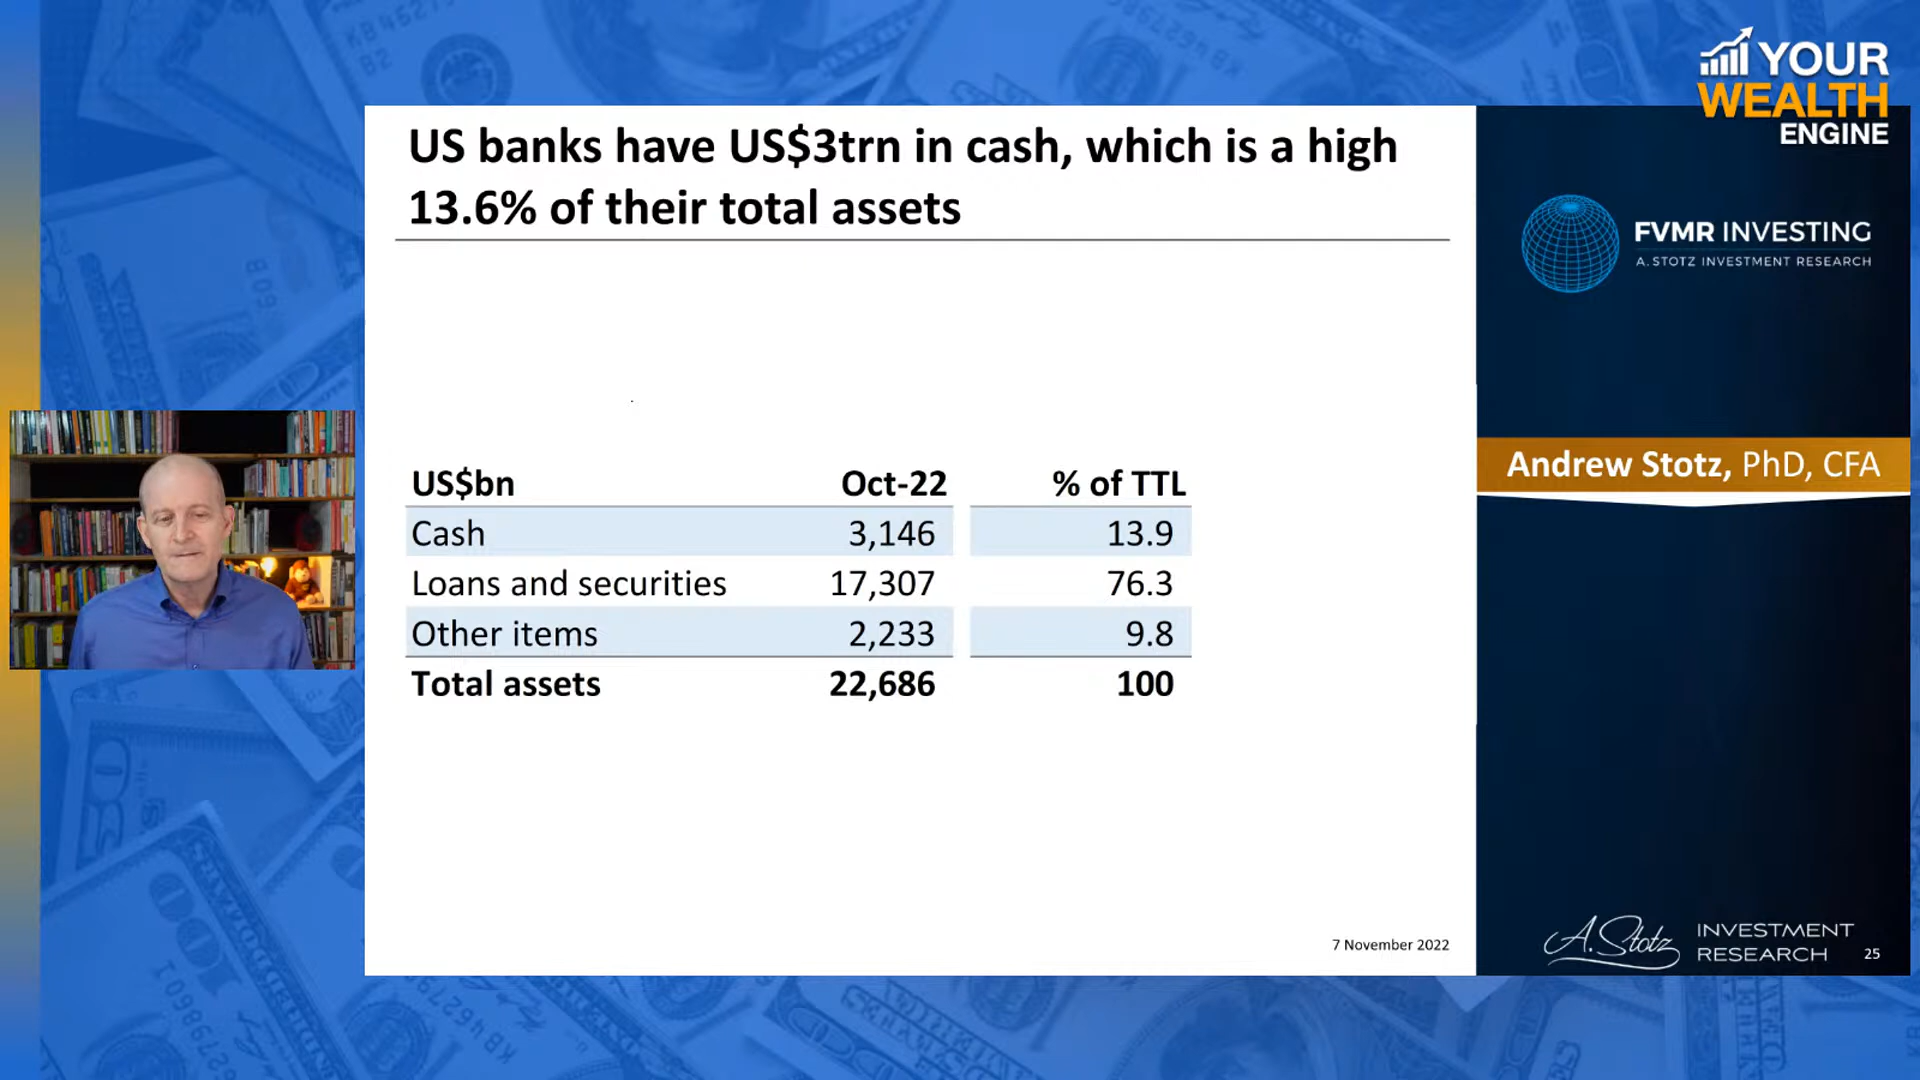 YOUR
WEALTH
ENGINE
US banks have US$3trn in cash, which is a high
13.6% of their total assets
FVMR INVESTING
A. STOTZ INVESTMENT RESEARCH
Andrew Stotz, PhD, CFA
US$bn Oct-22 % of TTL
Cash 3,146 13.9
Loans and securities 17,307 76.3
Other items 2,233 9.8
Total assets 22,686 100
7 November 2022
A. Stotz INVESTMENT
RESEARCH
25